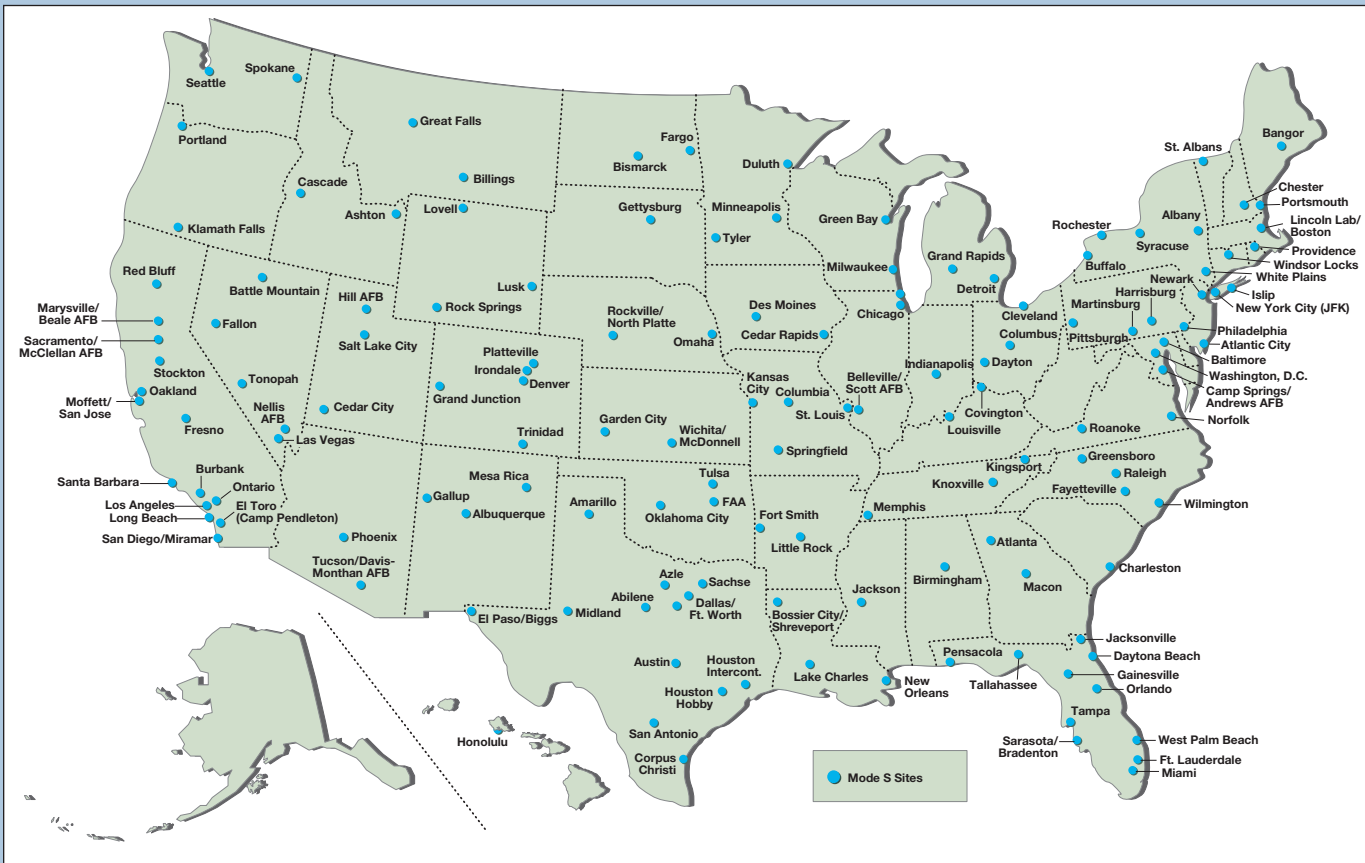 Seattle
Spokane
Portland
Great Falls
Fargo
Bismarck
Duluth
St. Albans
Bangor
Cascade
Billings
Ashton
Lovell
Gettysburg
Minneapolis
Green Bay
Chester
Portsmouth
Klamath Falls
Tyler
Rochester
Albany
Lincoln Lab/
Boston
Syracuse
Providence
Grand Rapids
Buffalo
Windsor Locks
White Plains
Red Bluff
Battle Mountain
Milwaukee
Detroit
Newark
Islip
New York City (JFK)
Hill AFB
Lusk
Rock Springs
Harrisburg
Martinsburg
Marysville/
Beale AFB
Fallon
Rockville/
North Platte
Des Moines
Chicago
Cleveland
Columbus
Pittsburgh
Philadelphia
Atlantic City
Sacramento/
McClellan AFB
Salt Lake City
Omaha
Cedar Rapids
Baltimore
Platteville
Irondale
Denver
Indianapolis
Dayton
Washington, D.C.
Stockton
Tonopah
Grand Junction
Kansas
City
Columbia
Belleville/
Scott AFB
Camp Springs/
Andrews AFB
Oakland
Moffett/
San Jose
Nellis
AFB
Cedar City
St. Louis
Covington
Louisville
Norfolk
Fresno
Las Vegas
Trinidad
Garden City
Wichita/
McDonnell
Springfield
Roanoke
Santa Barbara
Burbank
Ontario
Mesa Rica
Tulsa
Kingsport
Greensboro
Raleigh
Knoxville
Fayetteville
Los Angeles
Long Beach
El Toro
(Camp Pendleton)
Gallup
Albuquerque
Amarillo
Oklahoma City
FAA
Fort Smith
Memphis
Wilmington
San Diego/Miramar
Phoenix
Little Rock
Atlanta
Tucson/Davis-
Monthan AFB
Azle
Sachse
Birmingham
Macon
Charleston
El Paso/Biggs
Midland
Abilene
Dallas/
Ft. Worth
Bossier City/
Shreveport
Jackson
Jacksonville
Austin
Houston
Intercont.
Lake Charles
New
Orleans
Pensacola
Tallahassee
Daytona Beach
Gainesville
Orlando
Houston
Hobby
San Antonio
Tampa
Honolulu
Corpus
Christi
Sarasota/
Bradenton
West Palm Beach
Ft. Lauderdale
Miami
Mode S Sites